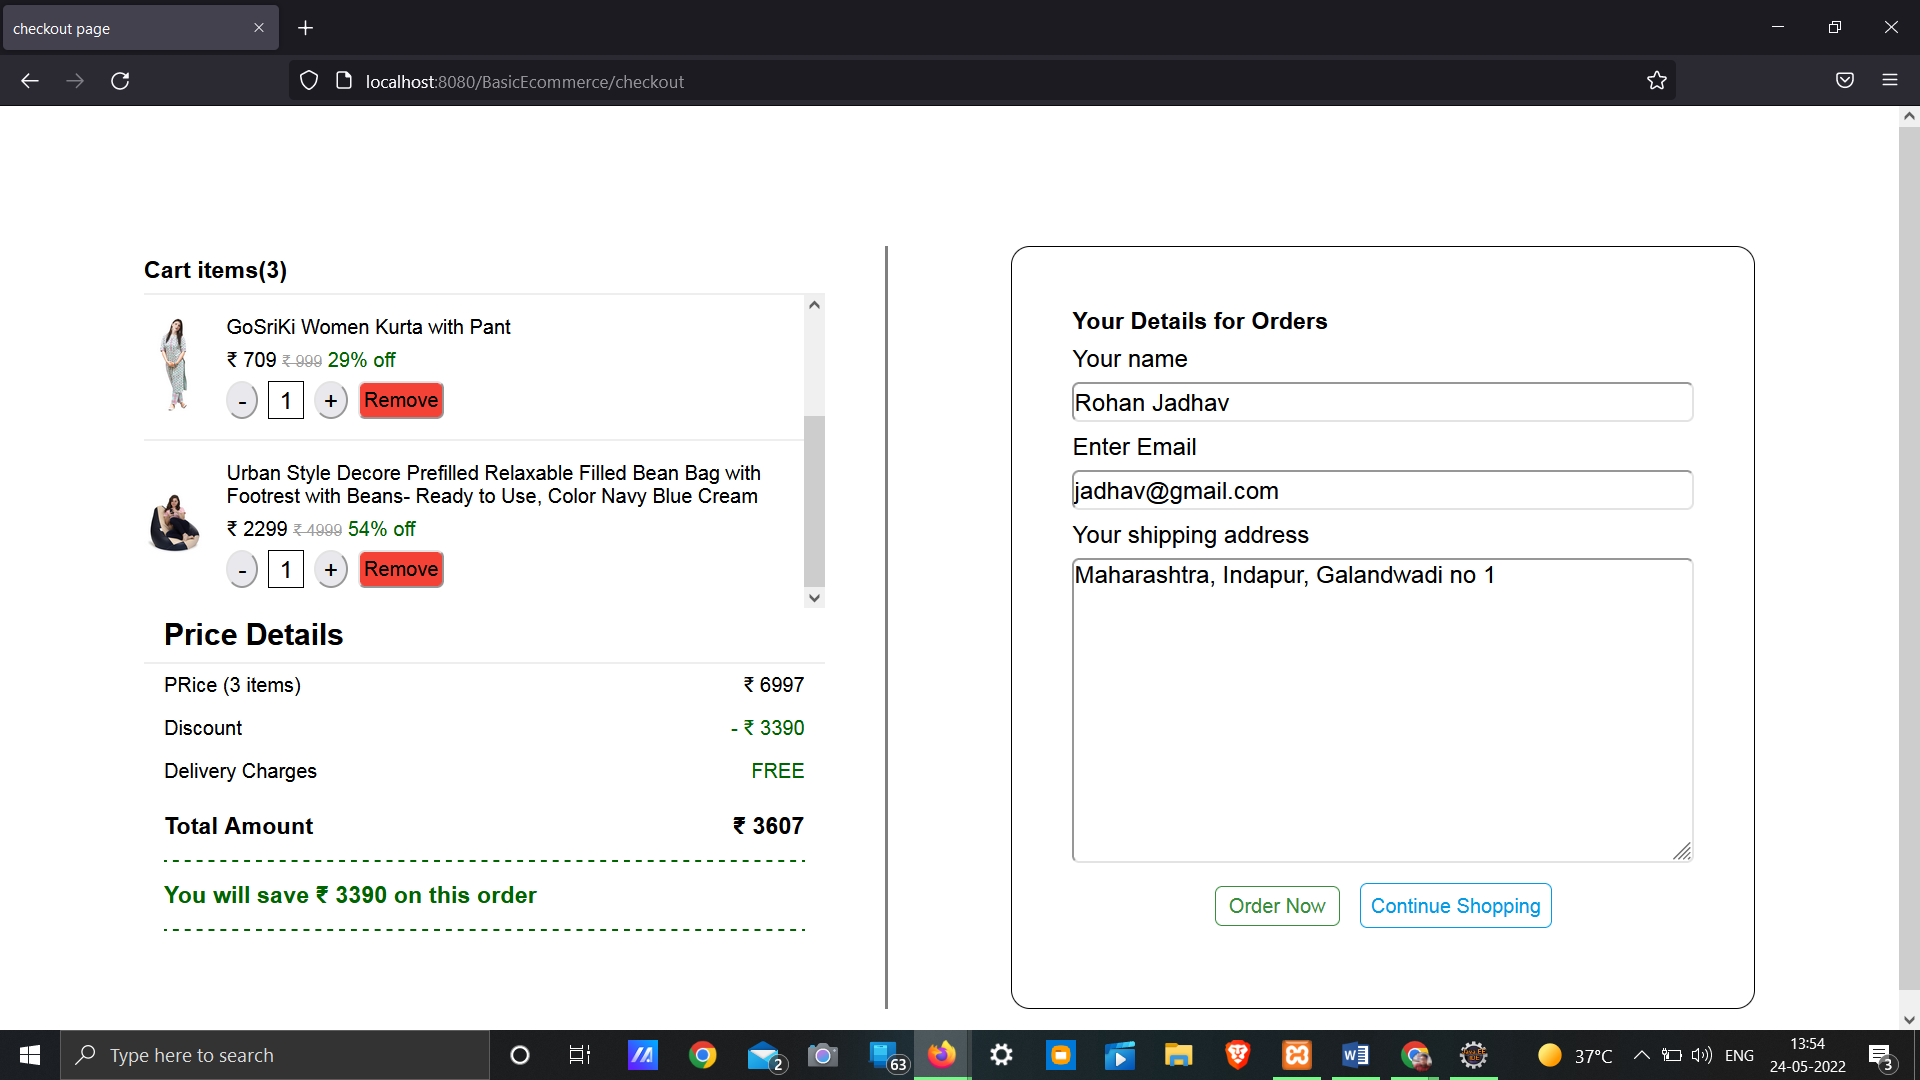 checkout page
localhost:8080/BasicEcommerce/checkout
Cart items(3)
GoSriKi Women Kurta with Pant
₹ 709 ₹ 999 29% off
- 1 + Remove
Urban Style Decore Prefilled Relaxable Filled Bean Bag with
Footrest with Beans- Ready to Use, Color Navy Blue Cream
₹ 2299 ₹ 4999 54% off
- 1 + Remove
Price Details
PRice (3 items) ₹ 6997
Discount - ₹ 3390
Delivery Charges FREE
Total Amount ₹ 3607
You will save ₹ 3390 on this order
Your Details for Orders
Your name
Rohan Jadhav
Enter Email
jadhav@gmail.com
Your shipping address
Maharashtra, Indapur, Galandwadi no 1
Order Now Continue Shopping
Type here to search
2
63
37°C
ENG
13:54
24-05-2022
3